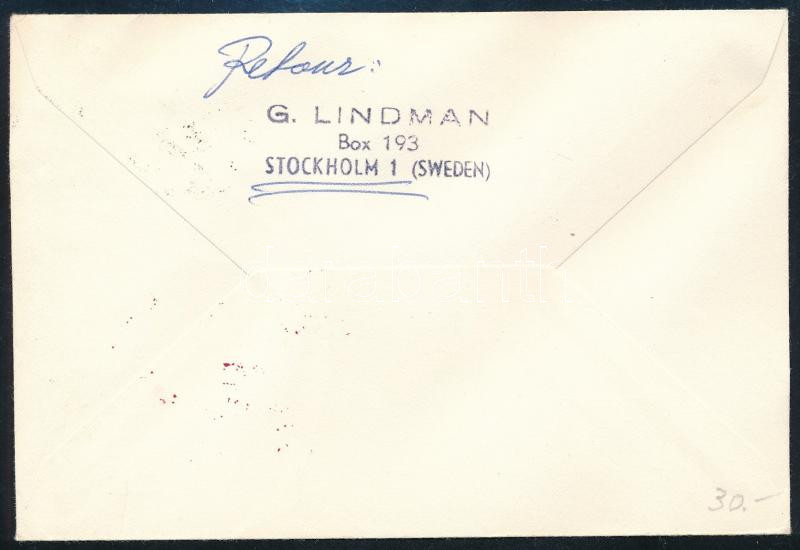 Retour:
G. LINDMAN
Box 193
STOCKHOLM 1 (SWEDEN)
30.-